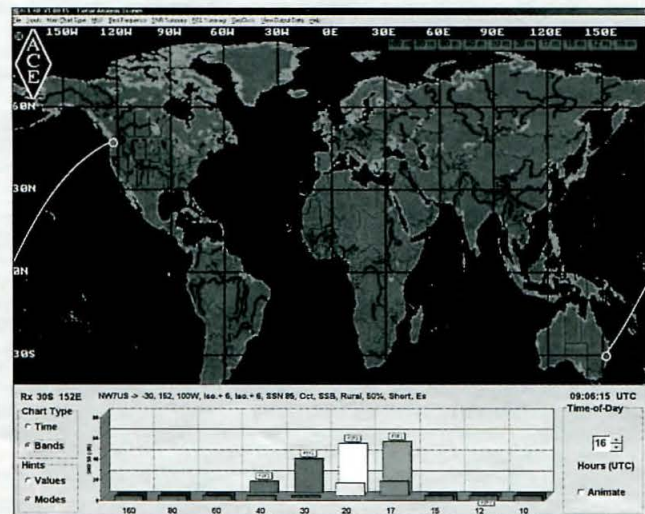 150W 120W 90W 60W 30W 0W 30E 60E 90E 120E 150E
ACE
60N
30N
0N
30S
Rx 30S 152E NW7US -> -30, 152, 100W, Iso.+ 6, Iso.+ 6, SSN 85, Oct, SSB, Rural, 50%, Short, Es 09:06:15 UTC
Chart Type
Time
Bands
Hints
Values
Modes
160 80 60 40 30 20 17 15 12 10
Time-of-Day
16
Hours (UTC)
Animate